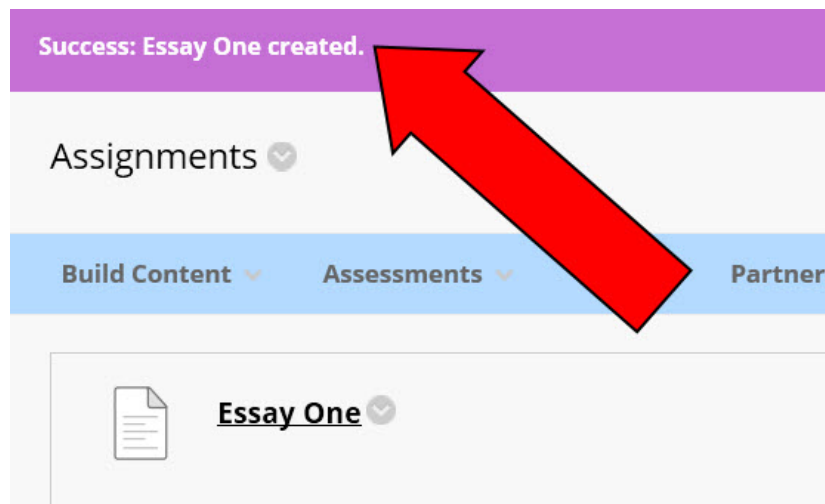 Success: Essay One created.
Assignments
Build Content Assessments Partner
Essay One